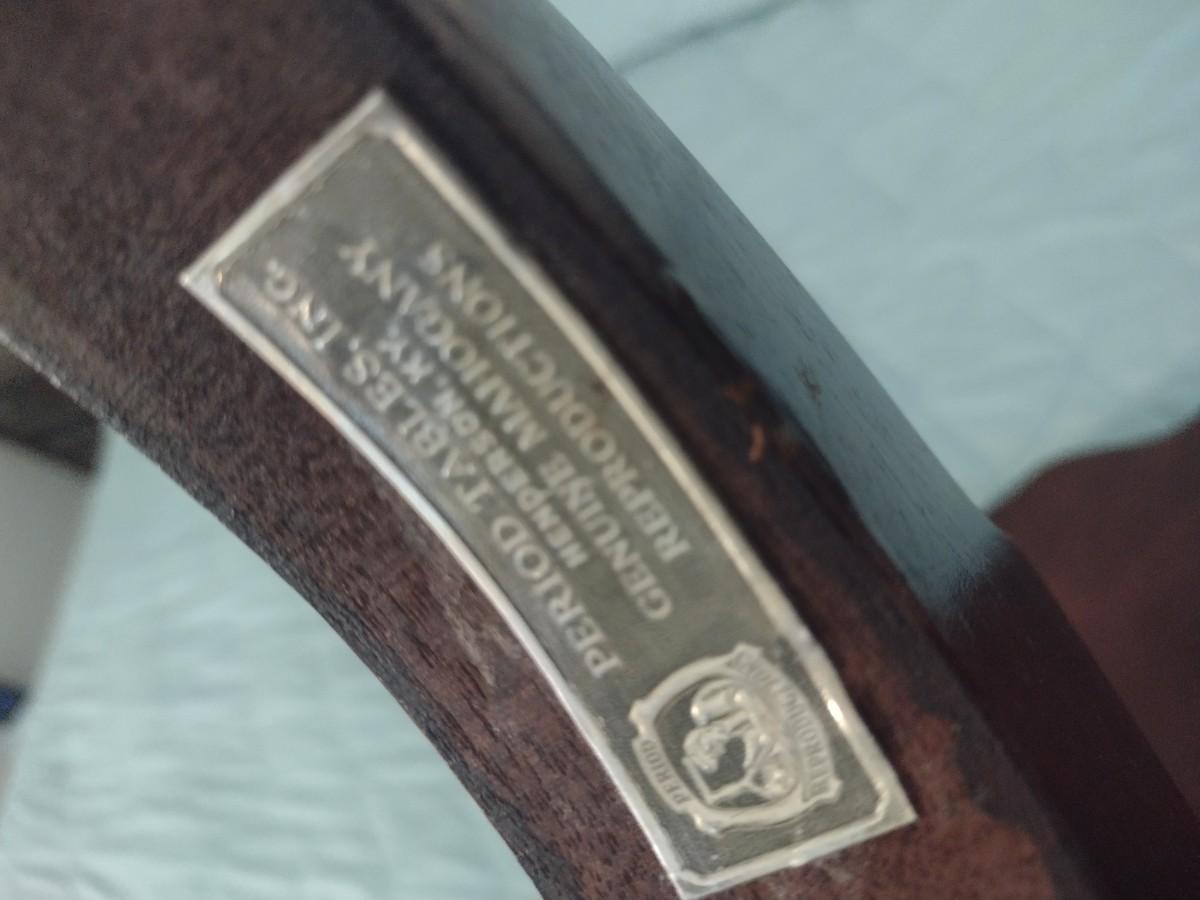 PERIOD TABLES, INC.
HENDERSON, KY.
GENUINE MAHOGANY
REPRODUCTIONS
PERIOD
REPRODUCTIONS